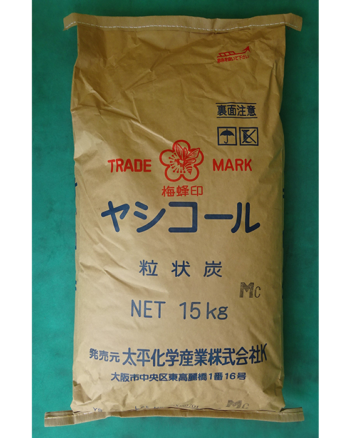 裏面注意
TRADE MARK
梅蜂印
ヤシコール
粒状炭
Mc
NET 15kg
発売元 太平化学産業株式会社K
大阪市中央区東高麗橋1番16号